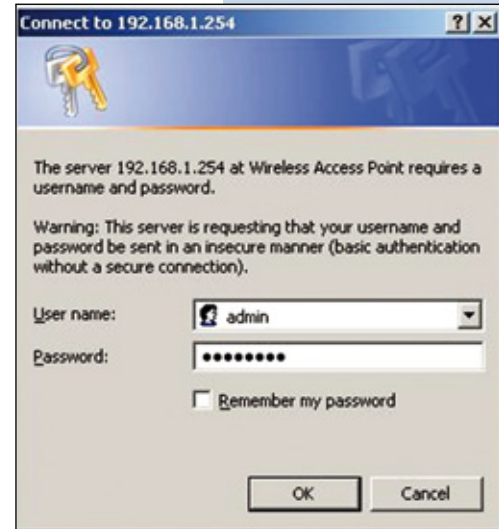 Connect to 192.168.1.254
The server 192.168.1.254 at Wireless Access Point requires a
username and password.
Warning: This server is requesting that your username and
password be sent in an insecure manner (basic authentication
without a secure connection).
User name:
admin
Password:
••••••••
Remember my password
OK
Cancel